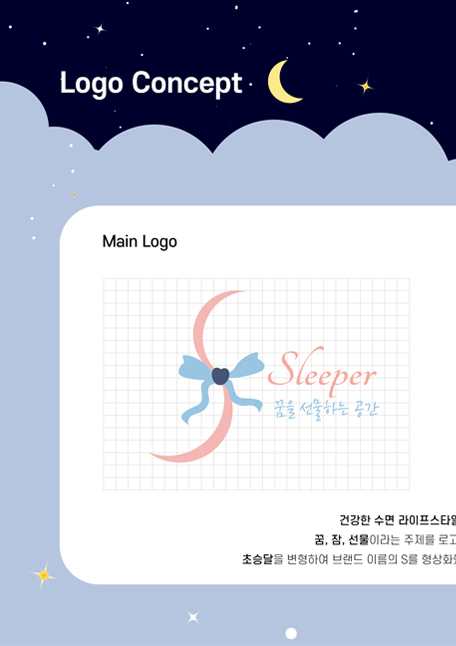 Logo Concept
Main Logo
Sleeper
꿈을 선물하는 공간
건강한 수면 라이프스타일
꿈, 잠, 선물이라는 주제를 로고
초승달을 변형하여 브랜드 이름의 S를 형상화